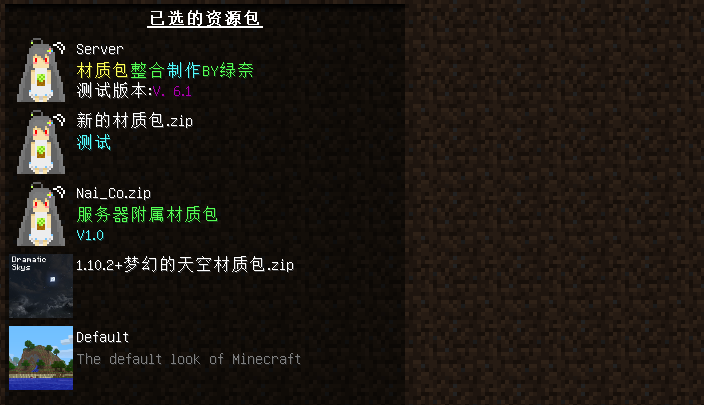 已选的资源包
Server
材质包整合制作BY绿奈
测试版本:V. 6.1
新的材质包.zip
测试
Nai_Co.zip
服务器附属材质包
V1.0
Dramatic
Skys
1.10.2+梦幻的天空材质包.zip
Default
The default look of Minecraft